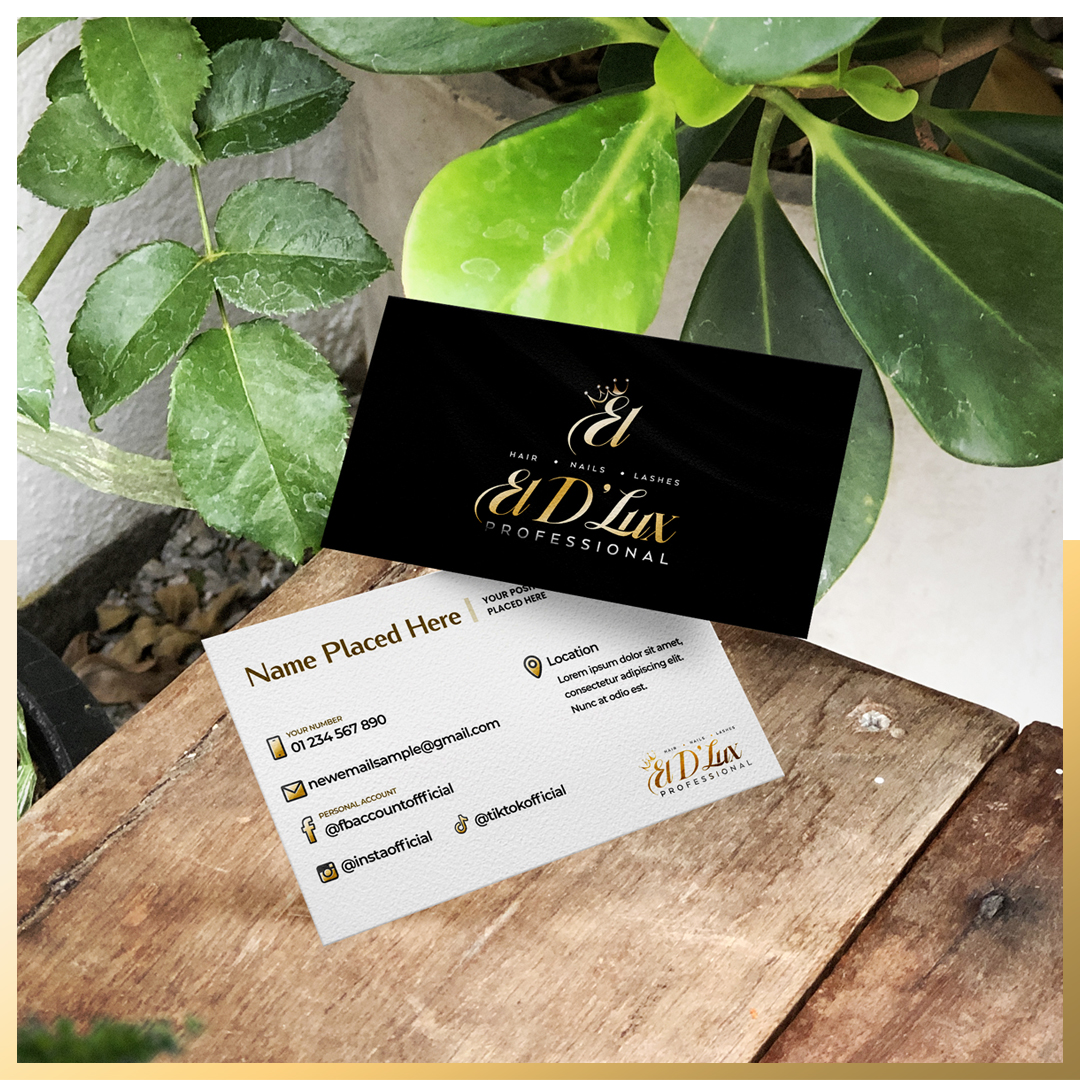 El
HAIR • NAILS • LASHES
El D'Lux
PROFESSIONAL
Name Placed Here
YOUR
PLACED HERE
YOUR NUMBER
01 234 567 890
newemailsample@gmail.com
PERSONAL ACCOUNT
@fbaccountoffficial
@instaofficial
@tiktokofficial
Location
Lorem ipsum dolor sit amet,
consectetur adipiscing elit.
Nunc at odio est.
HAIR • NAILS • LASHES
El D'Lux
PROFESSIONAL